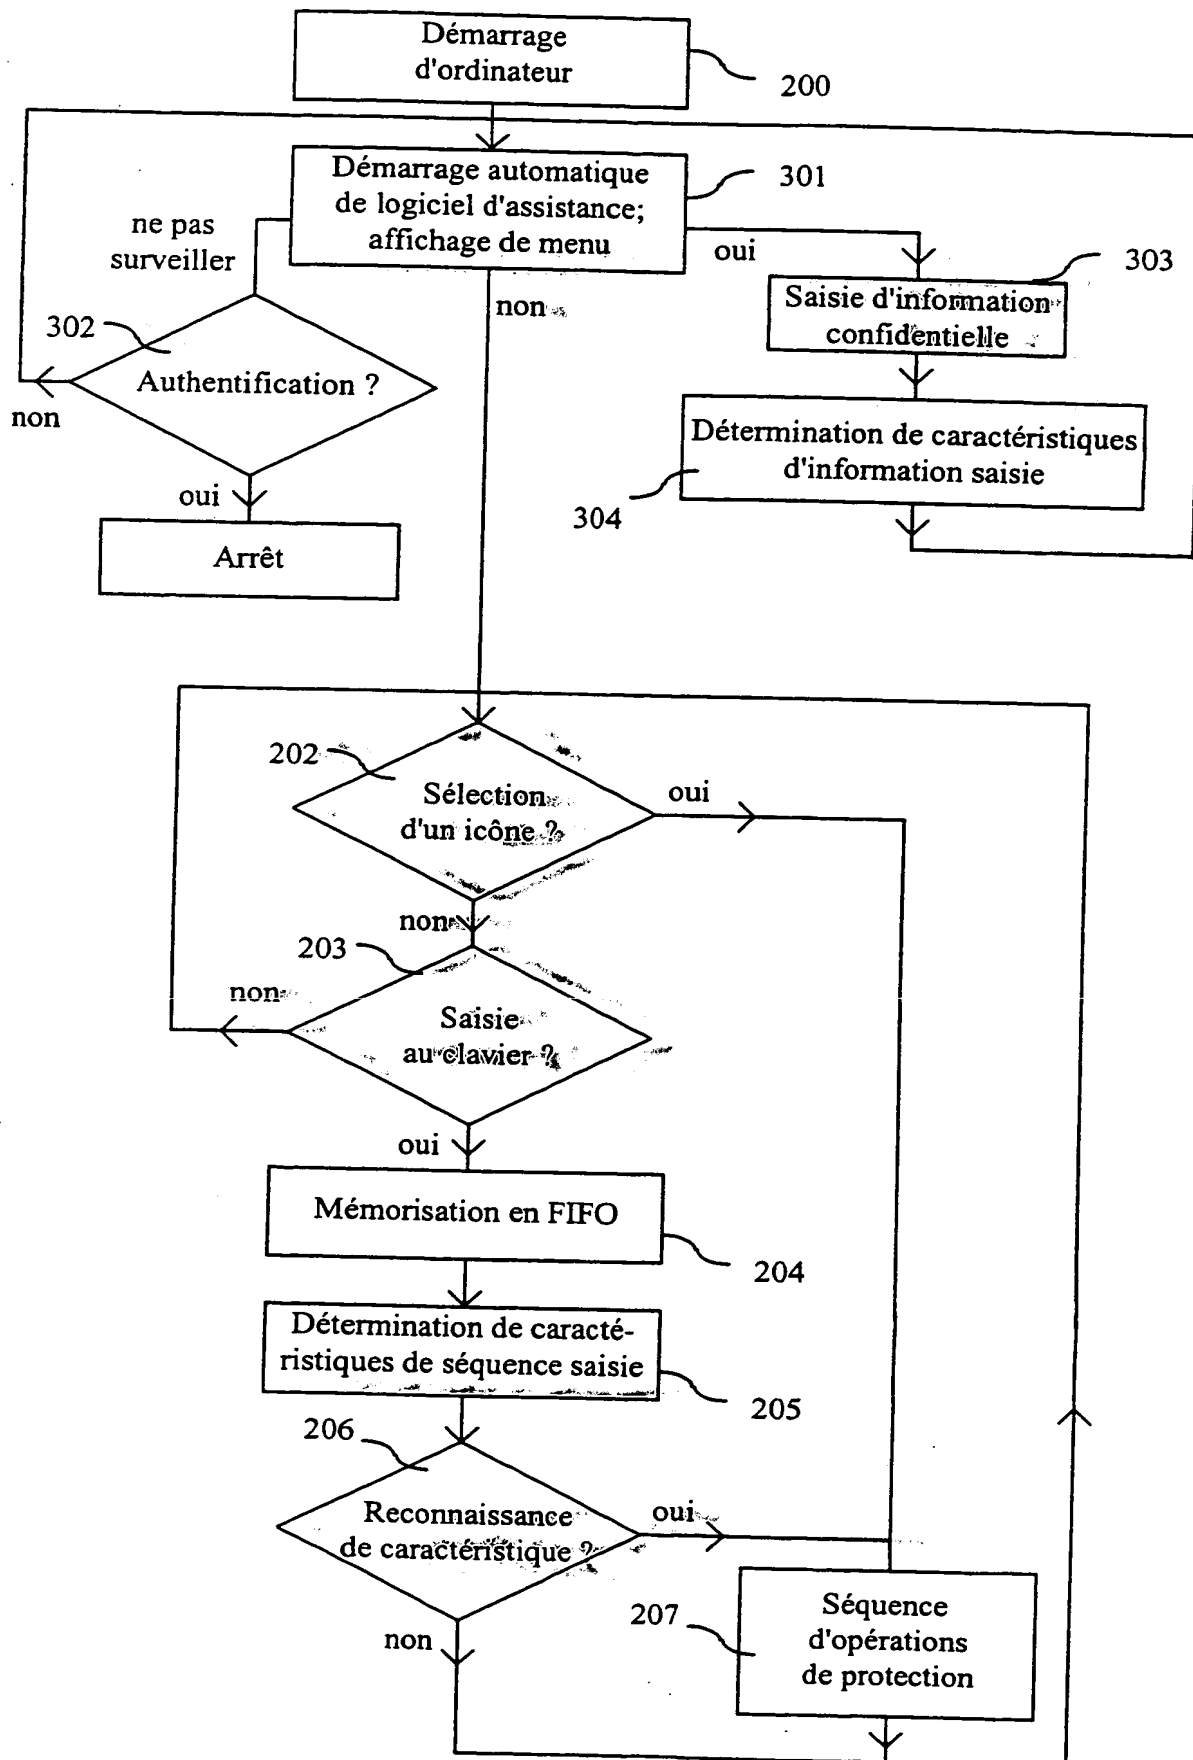 Démarrage
d'ordinateur
200
Démarrage automatique
de logiciel d'assistance;
affichage de menu
301
ne pas
surveiller
oui
303
non
Saisie d'information
confidentielle
302
Authentification ?
non
Détermination de caractéristiques
d'information saisie
304
oui
Arrêt
202
Sélection
d'un icône ?
oui
non
203
non
Saisie
au clavier ?
oui
Mémorisation en FIFO
204
Détermination de caracté-
ristiques de séquence saisie
205
206
Reconnaissance
de caractéristique ?
oui
207
Séquence
d'opérations
de protection
non